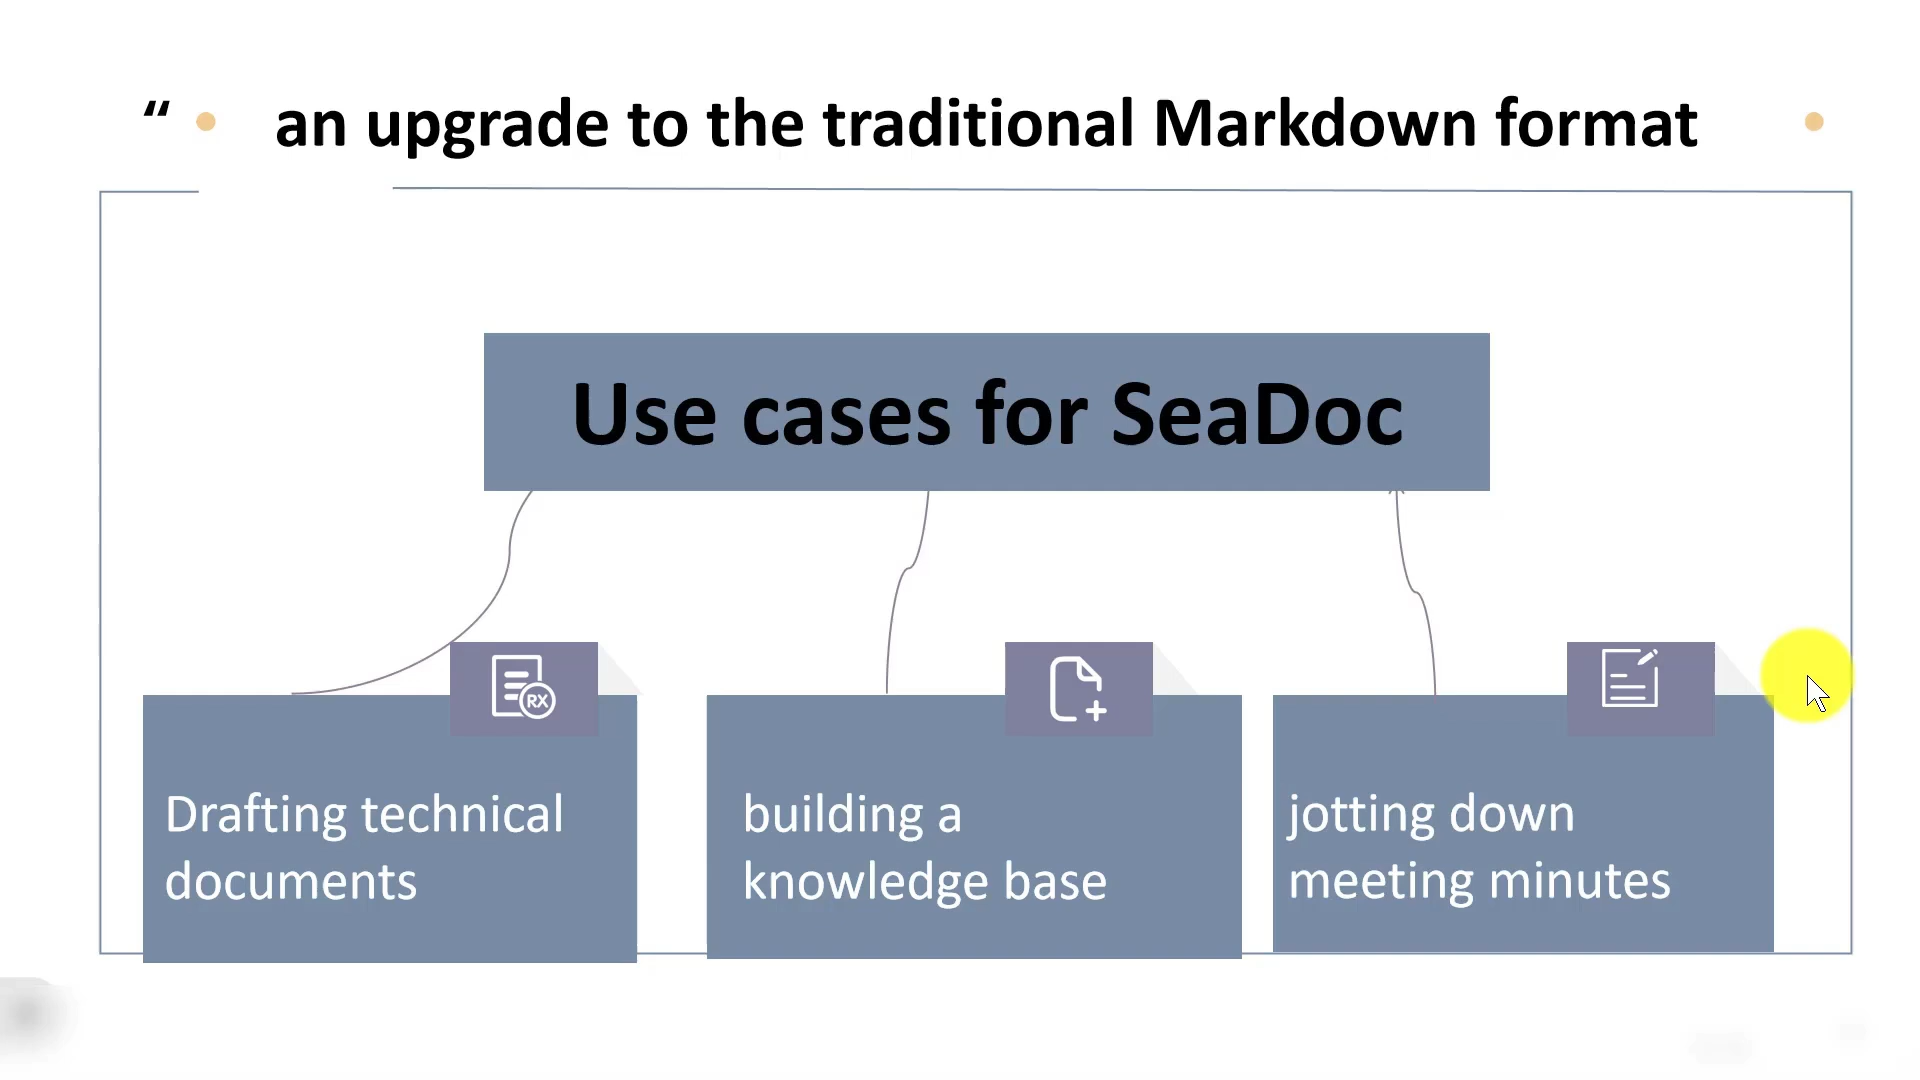 “ an upgrade to the traditional Markdown format
Use cases for SeaDoc
RX
Drafting technical
documents
building a
knowledge base
jotting down
meeting minutes